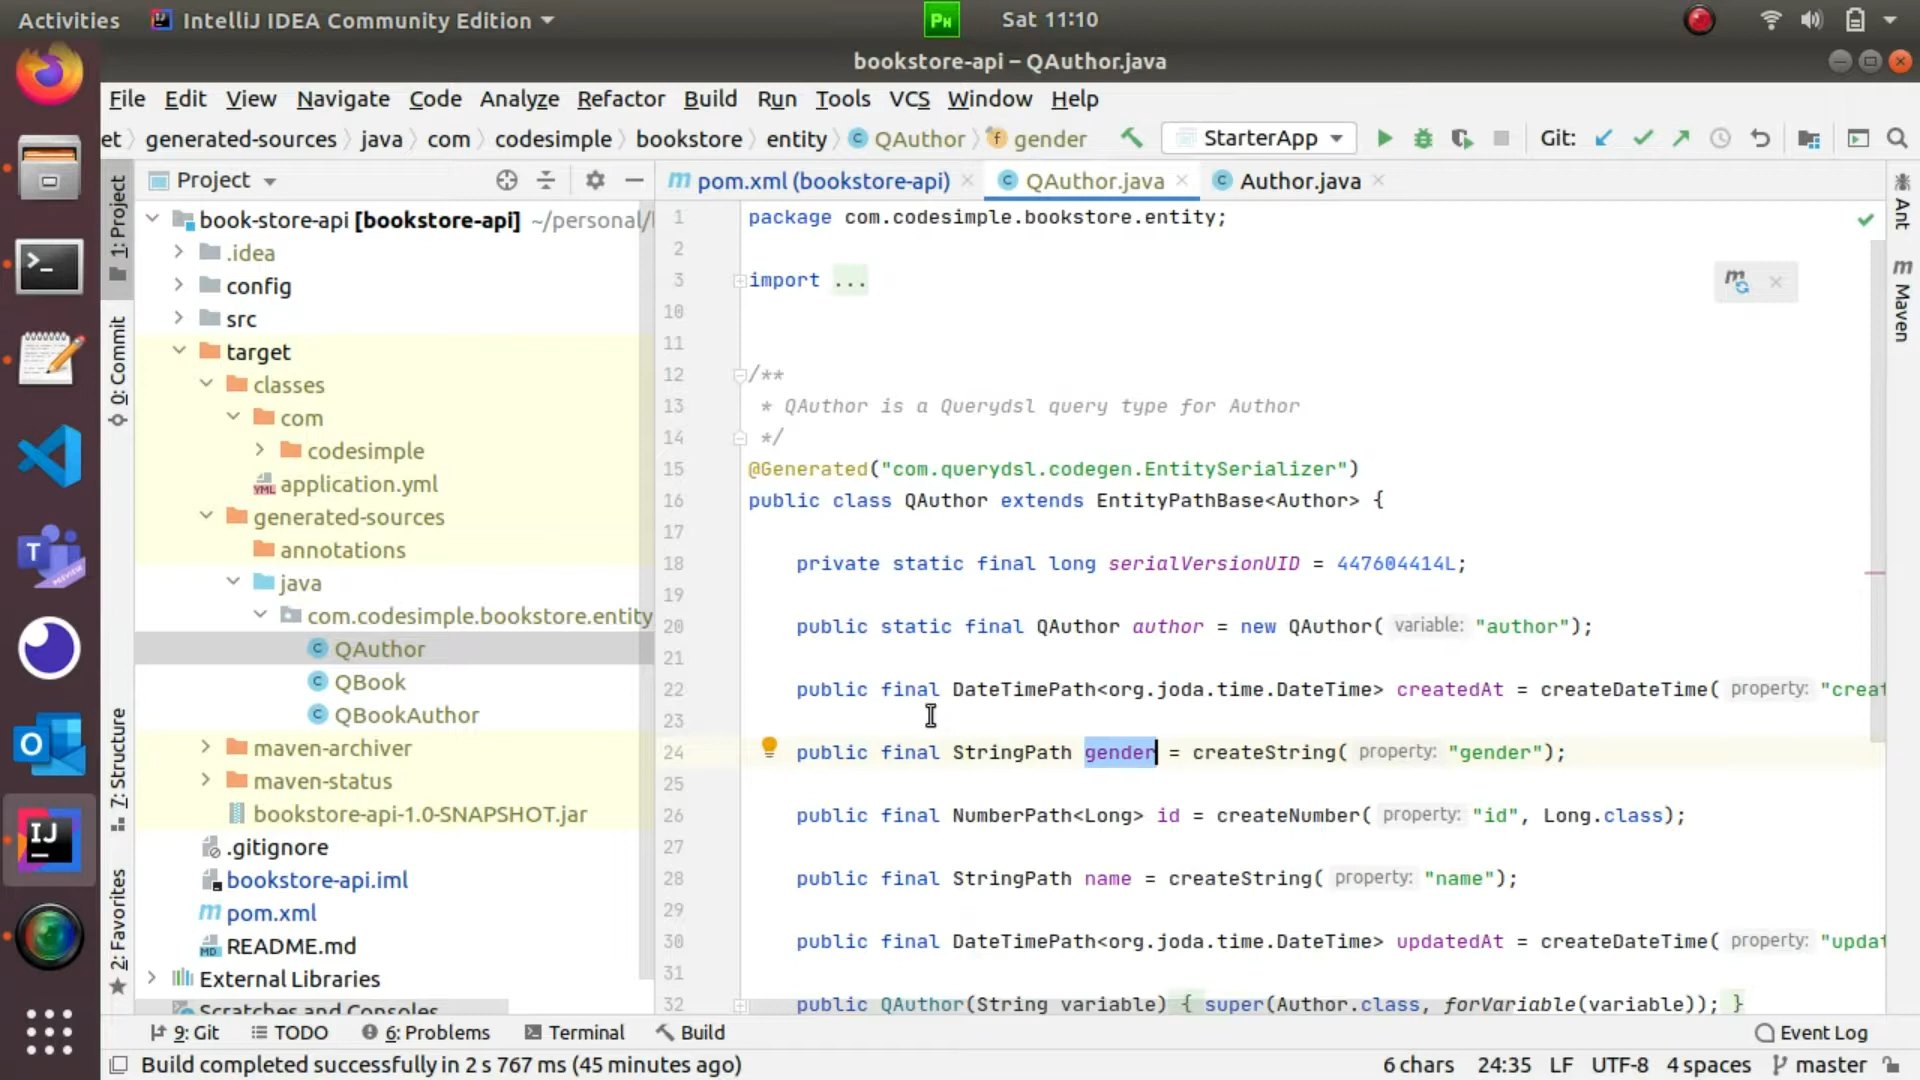 Activities IntelliJ IDEA Community Edition PH Sat 11:10
bookstore-api – QAuthor.java
File Edit View Navigate Code Analyze Refactor Build Run Tools VCS Window Help
et generated-sources java com codesimple bookstore entity QAuthor gender StarterApp Git:
Project pom.xml (bookstore-api) QAuthor.java Author.java
book-store-api [bookstore-api] ~/personal/
.idea
config
src
target
classes
com
codesimple
application.yml
generated-sources
annotations
java
com.codesimple.bookstore.entity
QAuthor
QBook
QBookAuthor
maven-archiver
maven-status
bookstore-api-1.0-SNAPSHOT.jar
.gitignore
bookstore-api.iml
pom.xml
README.md
External Libraries
Scratches and Consoles
1: Project
0: Commit
7: Structure
2: Favorites
1 package com.codesimple.bookstore.entity;
2
3 import ...
10
11
12 /**
13 * QAuthor is a Querydsl query type for Author
14 */
15 @Generated("com.querydsl.codegen.EntitySerializer")
16 public class QAuthor extends EntityPathBase<Author> {
17
18 private static final long serialVersionUID = 447604414L;
19
20 public static final QAuthor author = new QAuthor( variable: "author");
21
22 public final DateTimePath<org.joda.time.DateTime> createdAt = createDateTime( property: "creat
23
24 public final StringPath gender = createString( property: "gender");
25
26 public final NumberPath<Long> id = createNumber( property: "id", Long.class);
27
28 public final StringPath name = createString( property: "name");
29
30 public final DateTimePath<org.joda.time.DateTime> updatedAt = createDateTime( property: "updat
31
32 public QAuthor(String variable) { super(Author.class, forVariable(variable)); }
Ant
m Maven
9: Git TODO 6: Problems Terminal Build Event Log
Build completed successfully in 2 s 767 ms (45 minutes ago) 6 chars 24:35 LF UTF-8 4 spaces master